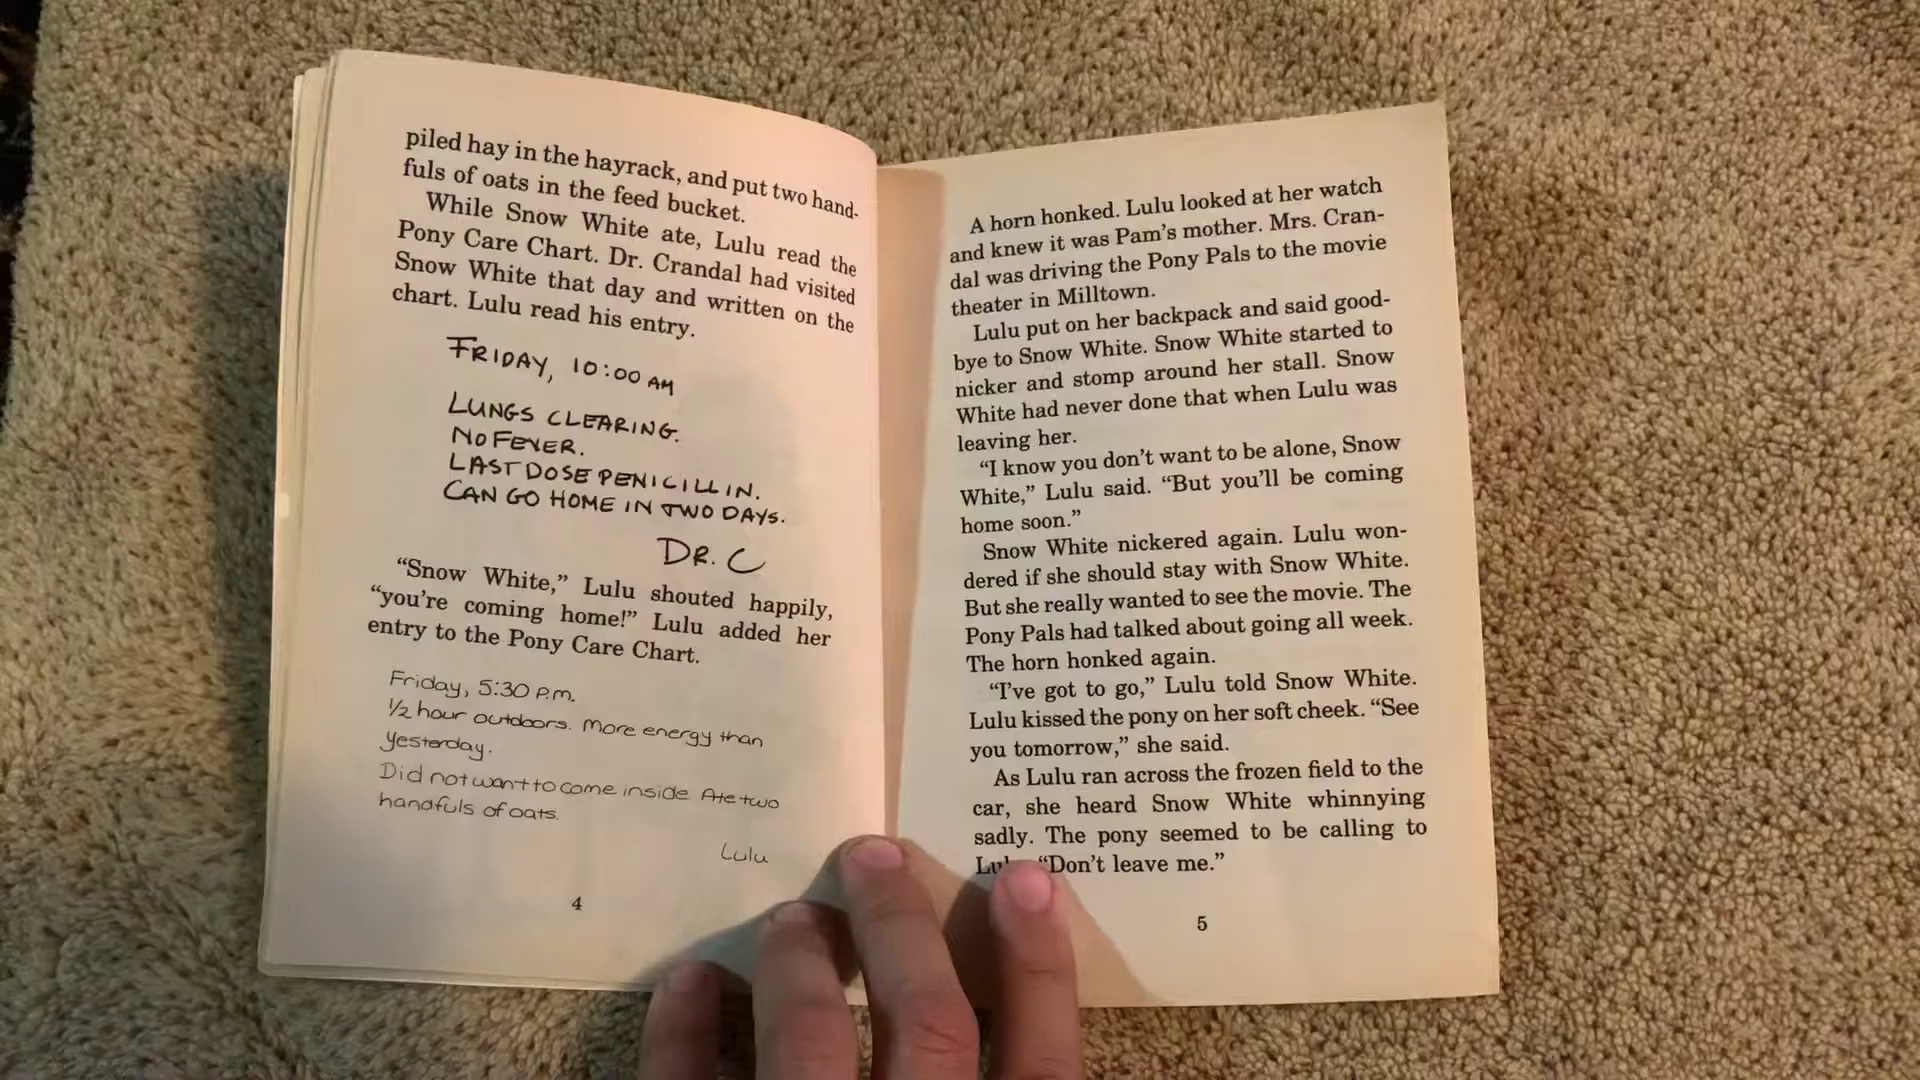 piled hay in the hayrack, and put two hand-
fuls of oats in the feed bucket.
While Snow White ate, Lulu read the
Pony Care Chart. Dr. Crandal had visited
Snow White that day and written on the
chart. Lulu read his entry.
FRIDAY, 10:00 AM
LUNGS CLEARING.
NO FEVER.
LAST DOSE PENICILLIN.
CAN GO HOME IN TWO DAYS.
DR. C
“Snow White,” Lulu shouted happily,
“you’re coming home!” Lulu added her
entry to the Pony Care Chart.
Friday, 5:30 P.m.
1/2 hour outdoors. More energy than
yesterday.
Did not want to come inside. Ate two
handfuls of oats.
Lulu
4
A horn honked. Lulu looked at her watch
and knew it was Pam’s mother. Mrs. Cran-
dal was driving the Pony Pals to the movie
theater in Milltown.
Lulu put on her backpack and said good-
bye to Snow White. Snow White started to
nicker and stomp around her stall. Snow
White had never done that when Lulu was
leaving her.
“I know you don’t want to be alone, Snow
White,” Lulu said. “But you’ll be coming
home soon.”
Snow White nickered again. Lulu won-
dered if she should stay with Snow White.
But she really wanted to see the movie. The
Pony Pals had talked about going all week.
The horn honked again.
“I’ve got to go,” Lulu told Snow White.
Lulu kissed the pony on her soft cheek. “See
you tomorrow,” she said.
As Lulu ran across the frozen field to the
car, she heard Snow White whinnying
sadly. The pony seemed to be calling to
“Don’t leave me.”
5